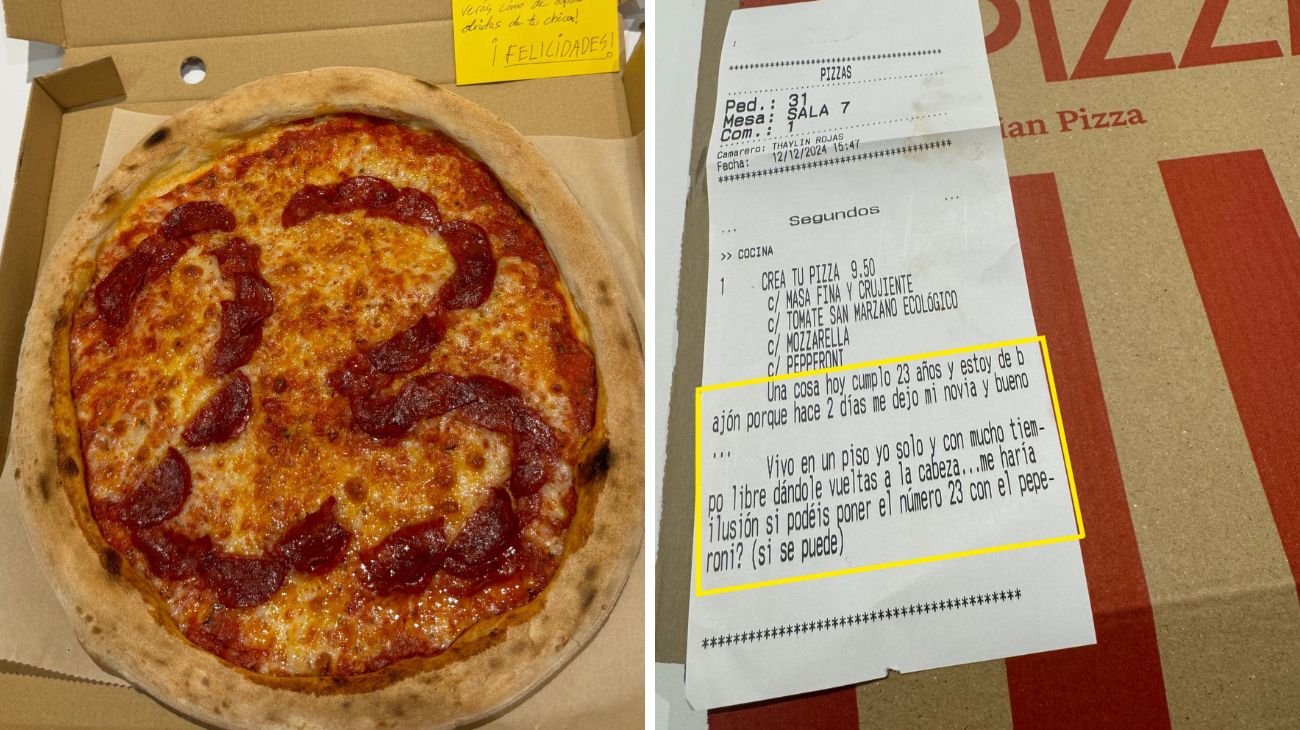 veras como de
olvidas de tu chica!
¡FELICIDADES!
23
PIZZ
ian Pizza
***********************************
PIZZAS
Ped.: 31
Mesa: SALA 7
Com.: 1
Camarero: THAYLIN ROJAS
Fecha: 12/12/2024 15:47
***********************************
... Segundos ...
>> COCINA
1 CREA TU PIZZA 9.50
c/ MASA FINA Y CRUJIENTE
c/ TOMATE SAN MARZANO ECOLÓGICO
c/ MOZZARELLA
c/ PEPPERONI
Una cosa hoy cumplo 23 años y estoy de b
ajón porque hace 2 días me dejo mi novia y bueno
...
Vivo en un piso yo solo y con mucho tiem-
po libre dándole vueltas a la cabeza...me haría
ilusión si podéis poner el número 23 con el pepe-
roni? (si se puede)
***********************************